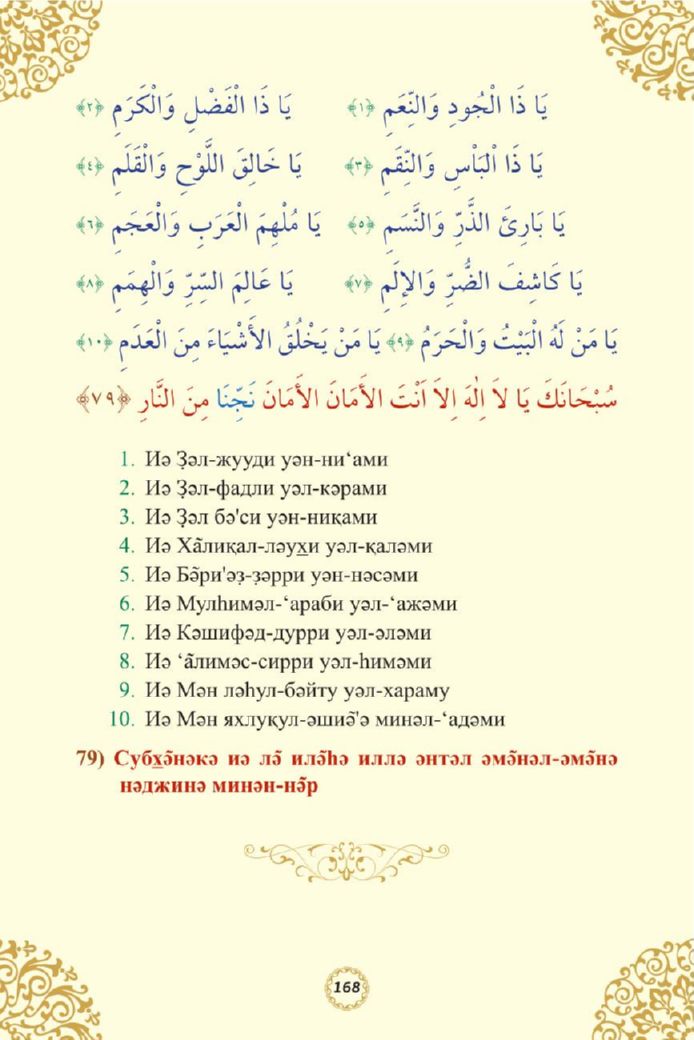 يَا ذَا الْجُودِ وَالنِّعَمِ ﴿١﴾ يَا ذَا الْفَضْلِ وَالْكَرَمِ ﴿٢﴾
يَا ذَا الْبَاْسِ وَالنِّقَمِ ﴿٣﴾ يَا خَالِقَ اللَّوْحِ وَالْقَلَمِ ﴿٤﴾
يَا بَارِئَ الذَّرِّ وَالنَّسَمِ ﴿٥﴾ يَا مُلْهِمَ الْعَرَبِ وَالْعَجَمِ ﴿٦﴾
يَا كَاشِفَ الضُّرِّ وَالإِلَمِ ﴿٧﴾ يَا عَالِمَ السِّرِّ وَالْهِمَمِ ﴿٨﴾
يَا مَنْ لَهُ الْبَيْتُ وَالْحَرَمُ ﴿٩﴾ يَا مَنْ يَخْلُقُ الأَشْيَاءَ مِنَ الْعَدَمِ ﴿١٠﴾
سُبْحَانَكَ يَا لاَ اِلٰهَ اِلاَّ اَنْتَ الأَمَانَ الأَمَانَ نَجِّنَا مِنَ النَّارِ ﴿٧٩﴾
1. Иә З̣әл-жууди уән-ни‘ами
2. Иә З̣әл-фадли уәл-кәрами
3. Иә З̣әл бә'си уән-ниқами
4. Иә Ха̃лиқал-ләух̲и уәл-қаләми
5. Иә Бә̃ри'әз̣-з̣әрри уән-нәсәми
6. Иә Мулһимәл-‘араби уәл-‘ажәми
7. Иә Кәшифәд-дурри уәл-әләми
8. Иә ‘а̃лимәс-сирри уәл-һимәми
9. Иә Мән ләһул-бәйту уәл-хараму
10. Иә Мән яхлуқул-әшиә̃'ә минәл-‘адәми
79) Субх̲ә̃нәкә иә лә̃ илә̃һә иллә әнтәл әмә̃нәл-әмә̃нә
нәджинә минән-нә̃р
168